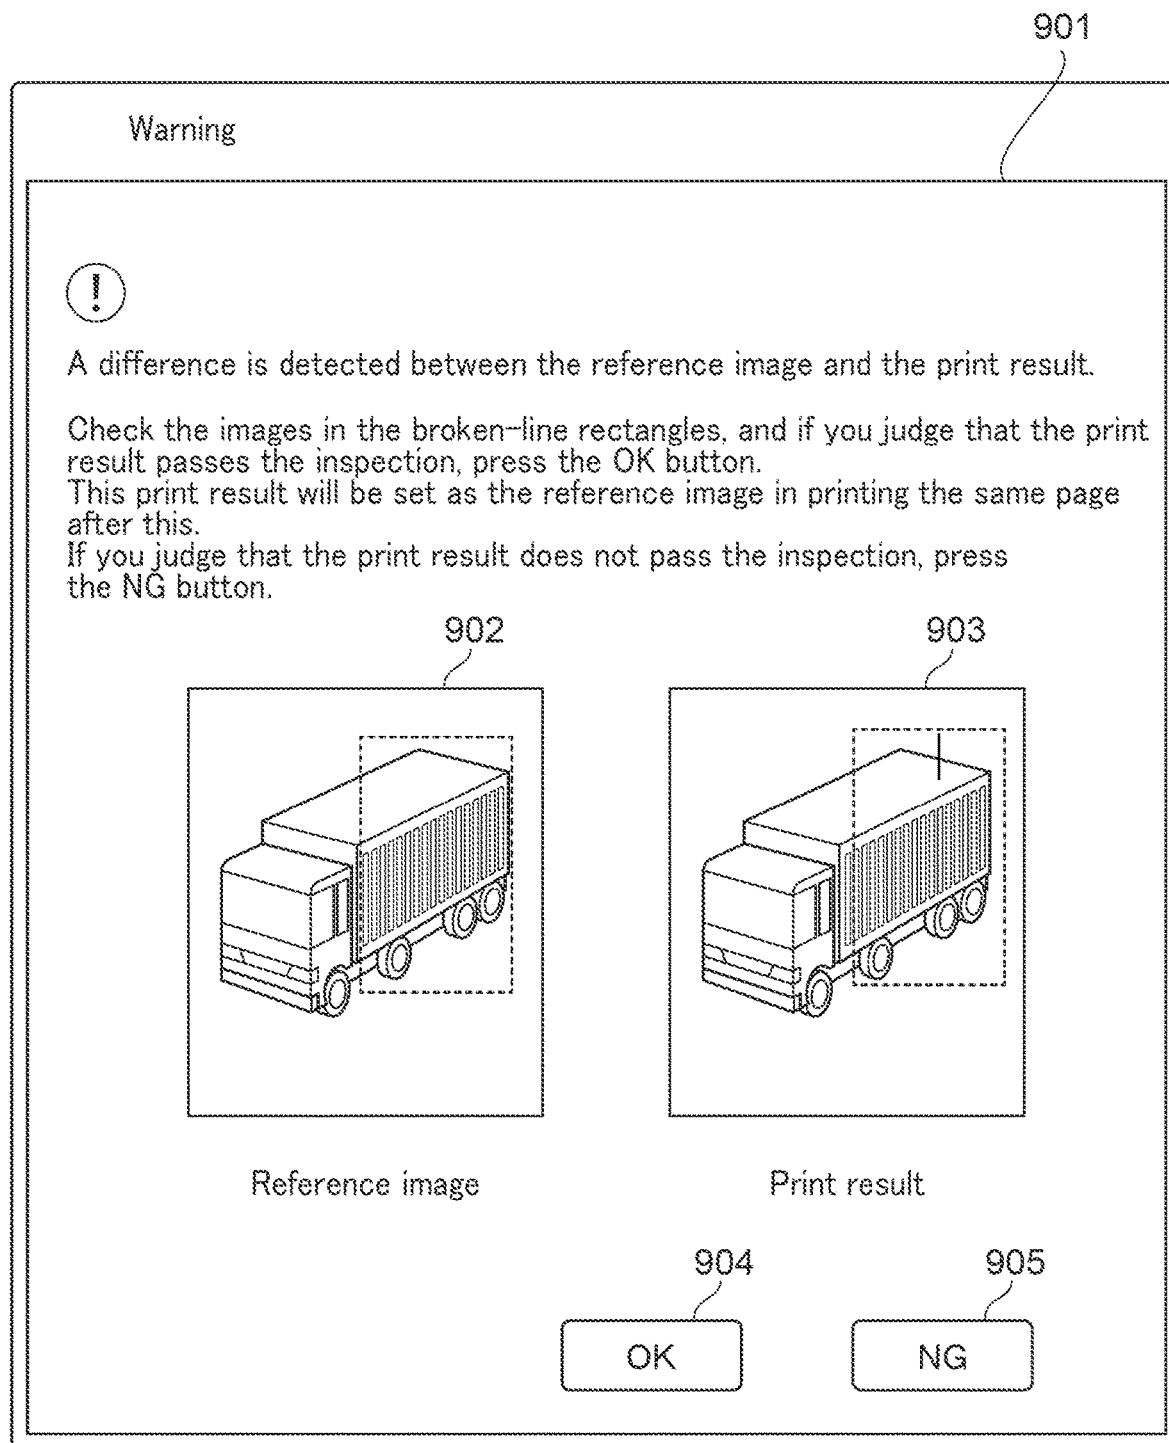 901
Warning
!
A difference is detected between the reference image and the print result.
Check the images in the broken-line rectangles, and if you judge that the print
result passes the inspection, press the OK button.
This print result will be set as the reference image in printing the same page
after this.
If you judge that the print result does not pass the inspection, press
the NG button.
902 903
Reference image Print result
904 905
OK NG